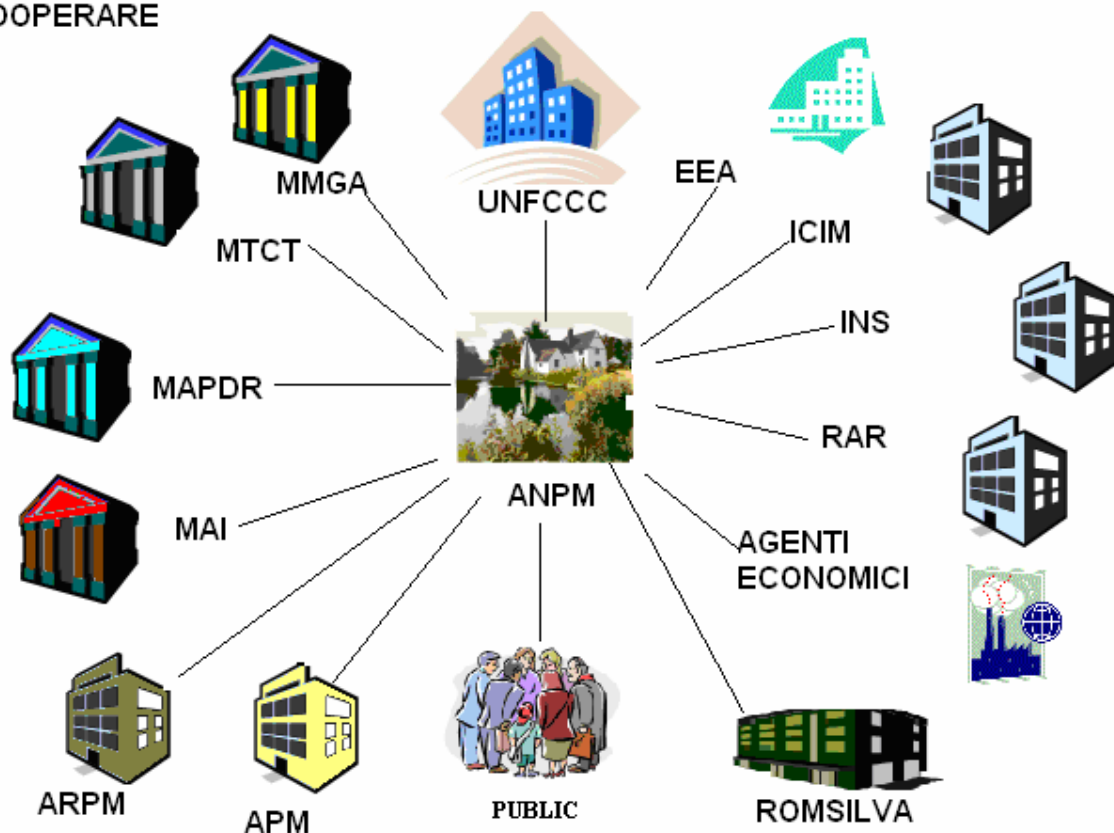 OOPERARE
MMGA
UNFCCC
EEA
MTCT
ICIM
INS
MAPDR
RAR
ANPM
MAI
AGENTI
ECONOMICI
ARPM
APM
PUBLIC
ROMSILVA